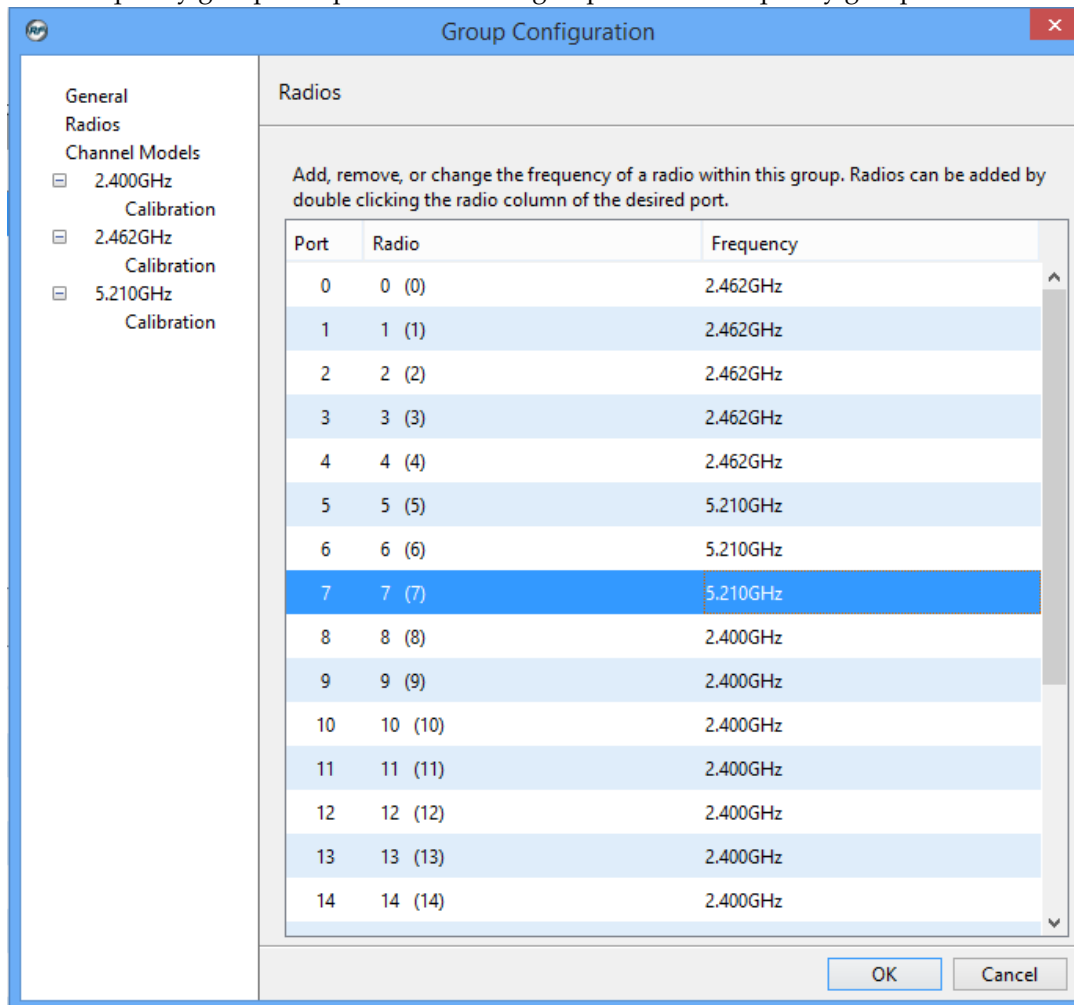 Group Configuration
General
Radios
Channel Models
2.400GHz
Calibration
2.462GHz
Calibration
5.210GHz
Calibration
Radios
Add, remove, or change the frequency of a radio within this group. Radios can be added by
double clicking the radio column of the desired port.
Port Radio Frequency
0 0 (0) 2.462GHz
1 1 (1) 2.462GHz
2 2 (2) 2.462GHz
3 3 (3) 2.462GHz
4 4 (4) 2.462GHz
5 5 (5) 5.210GHz
6 6 (6) 5.210GHz
7 7 (7) 5.210GHz
8 8 (8) 2.400GHz
9 9 (9) 2.400GHz
10 10 (10) 2.400GHz
11 11 (11) 2.400GHz
12 12 (12) 2.400GHz
13 13 (13) 2.400GHz
14 14 (14) 2.400GHz
OK Cancel